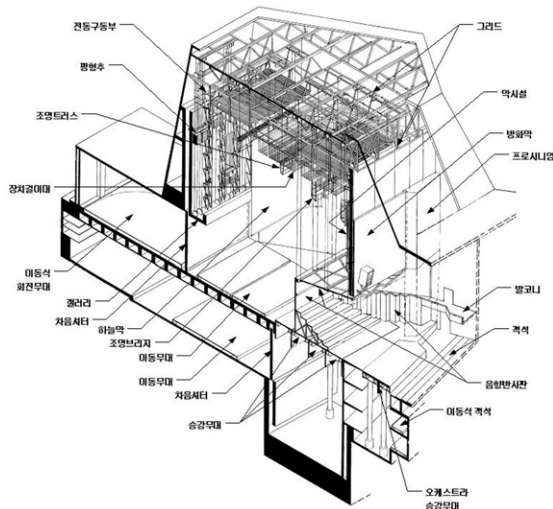 전동구동부
그리드
평형추
막시설
조명트러스
방화막
프로시니엄
장치걸이대
이동식
회전무대
갤러리
차음셔터
하늘막
조명브리지
이동무대
이동무대
차음셔터
승강무대
발코니
객석
음향반사판
이동식 객석
오케스트라
승강무대